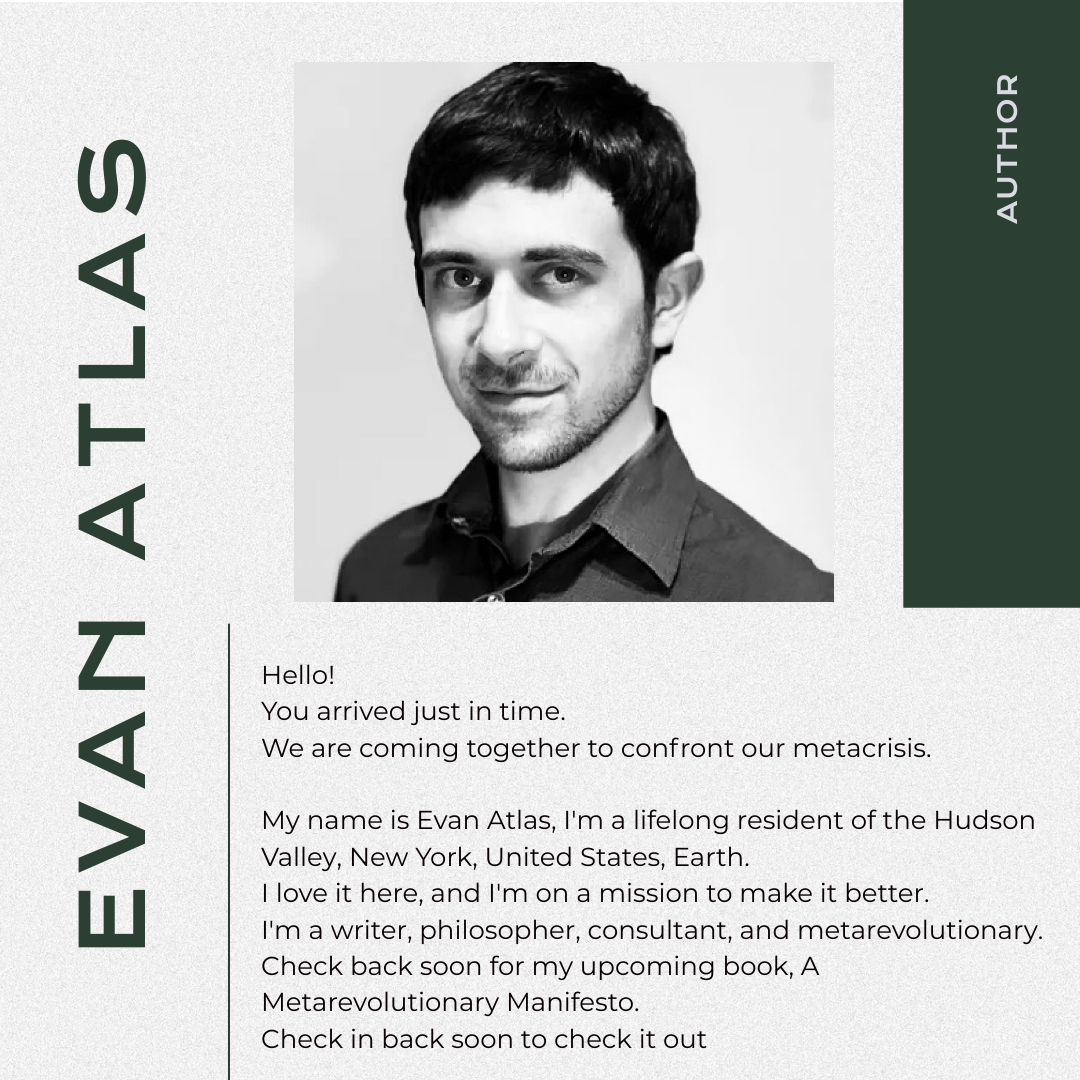 EVAN ATLAS
AUTHOR
Hello!
You arrived just in time.
We are coming together to confront our metacrisis.
My name is Evan Atlas, I'm a lifelong resident of the Hudson
Valley, New York, United States, Earth.
I love it here, and I'm on a mission to make it better.
I'm a writer, philosopher, consultant, and metarevolutionary.
Check back soon for my upcoming book, A
Metarevolutionary Manifesto.
Check in back soon to check it out